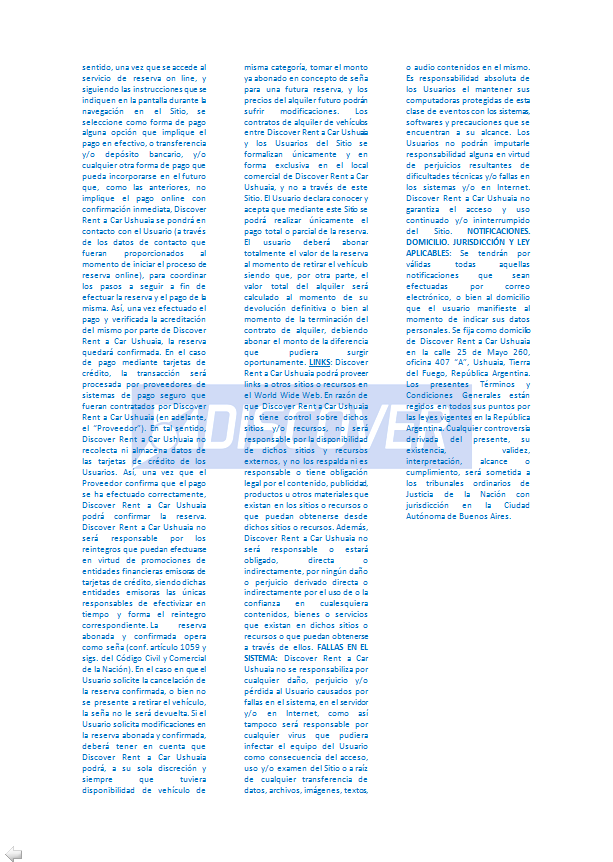 sentido, una vez que se accede al
servicio de reserva on line, y
siguiendo las instrucciones que se
indiquen en la pantalla durante la
navegación en el Sitio, se
seleccione como forma de pago
alguna opción que implique el
pago en efectivo, o transferencia
y/o depósito bancario, y/o
cualquier otra forma de pago que
pueda incorporarse en el futuro
que, como las anteriores, no
implique el pago online con
confirmación inmediata, Discover
Rent a Car Ushuaia se pondrá en
contacto con el Usuario (a través
de los datos de contacto que
fueran proporcionados al
momento de iniciar el proceso de
reserva online), para coordinar
los pasos a seguir a fin de
efectuar la reserva y el pago de la
misma. Así, una vez efectuado el
pago y verificada la acreditación
del mismo por parte de Discover
Rent a Car Ushuaia, la reserva
quedará confirmada. En el caso
de pago mediante tarjetas de
crédito, la transacción será
procesada por proveedores de
sistemas de pago seguro que
fueran contratados por Discover
Rent a Car Ushuaia (en adelante,
el "Proveedor"). En tal sentido,
Discover Rent a Car Ushuaia no
recolecta ni almacena datos de
las tarjetas de crédito de los
Usuarios. Así, una vez que el
Proveedor confirma que el pago
se ha efectuado correctamente,
Discover Rent a Car Ushuaia
podrá confirmar la reserva.
Discover Rent a Car Ushuaia no
será responsable por los
reintegros que puedan efectuarse
en virtud de promociones de
entidades financieras emisoras de
tarjetas de crédito, siendo dichas
entidades emisoras las únicas
responsables de efectivizar en
tiempo y forma el reintegro
correspondiente. La reserva
abonada y confirmada opera
como seña (conf. artículo 1059 y
sigs. del Código Civil y Comercial
de la Nación). En el caso en que el
Usuario solicite la cancelación de
la reserva confirmada, o bien no
se presente a retirar el vehículo,
la seña no le será devuelta. Si el
Usuario solicita modificaciones en
la reserva abonada y confirmada,
deberá tener en cuenta que
Discover Rent a Car Ushuaia
podrá, a su sola discreción y
siempre que tuviera
disponibilidad de vehículo de
misma categoría, tomar el monto
ya abonado en concepto de seña
para una futura reserva, y los
precios del alquiler futuro podrán
sufrir modificaciones. Los
contratos de alquiler de vehículos
entre Discover Rent a Car Ushuaia
y los Usuarios del Sitio se
formalizan únicamente y en
forma exclusiva en el local
comercial de Discover Rent a Car
Ushuaia, y no a través de este
Sitio. El Usuario declara conocer y
acepta que mediante este Sitio se
podrá realizar únicamente el
pago total o parcial de la reserva.
El usuario deberá abonar
totalmente el valor de la reserva
al momento de retirar el vehículo
siendo que, por otra parte, el
valor total del alquiler será
calculado al momento de su
devolución definitiva o bien al
momento de la terminación del
contrato de alquiler, debiendo
abonar el monto de la diferencia
que pudiera surgir
oportunamente. LINKS: Discover
Rent a Car Ushuaia podrá proveer
links a otros sitios o recursos en
el World Wide Web. En razón de
que Discover Rent a Car Ushuaia
no tiene control sobre dichos
sitios y/o recursos, no será
responsable por la disponibilidad
de dichos sitios y recursos
externos, y no los respalda ni es
responsable o tiene obligación
legal por el contenido, publicidad,
productos u otros materiales que
existan en los sitios o recursos o
que puedan obtenerse desde
dichos sitios o recursos. Además,
Discover Rent a Car Ushuaia no
será responsable o estará
obligado, directa o
indirectamente, por ningún daño
o perjuicio derivado directa o
indirectamente por el uso de o la
confianza en cualesquiera
contenidos, bienes o servicios
que existan en dichos sitios o
recursos o que puedan obtenerse
a través de ellos. FALLAS EN EL
SISTEMA: Discover Rent a Car
Ushuaia no se responsabiliza por
cualquier daño, perjuicio y/o
pérdida al Usuario causados por
fallas en el sistema, en el servidor
y/o en Internet, como así
tampoco será responsable por
cualquier virus que pudiera
infectar el equipo del Usuario
como consecuencia del acceso,
uso y/o examen del Sitio o a raíz
de cualquier transferencia de
datos, archivos, imágenes, textos,
o audio contenidos en el mismo.
Es responsabilidad absoluta de
los Usuarios el mantener sus
computadoras protegidas de esta
clase de eventos con los sistemas,
softwares y precauciones que se
encuentran a su alcance. Los
Usuarios no podrán imputarle
responsabilidad alguna en virtud
de perjuicios resultantes de
dificultades técnicas y/o fallas en
los sistemas y/o en Internet.
Discover Rent a Car Ushuaia no
garantiza el acceso y uso
continuado y/o ininterrumpido
del Sitio. NOTIFICACIONES.
DOMICILIO. JURISDICCIÓN Y LEY
APLICABLES: Se tendrán por
válidas todas aquellas
notificaciones que sean
efectuadas por correo
electrónico, o bien al domicilio
que el usuario manifieste al
momento de indicar sus datos
personales. Se fija como domicilio
de Discover Rent a Car Ushuaia
en la calle 25 de Mayo 260,
oficina 407 "A", Ushuaia, Tierra
del Fuego, República Argentina.
Los presentes Términos y
Condiciones Generales están
regidos en todos sus puntos por
las leyes vigentes en la República
Argentina. Cualquier controversia
derivada del presente, su
existencia, validez,
interpretación, alcance o
cumplimiento, será sometida a
los tribunales ordinarios de
Justicia de la Nación con
jurisdicción en la Ciudad
Autónoma de Buenos Aires.
DISCOVER